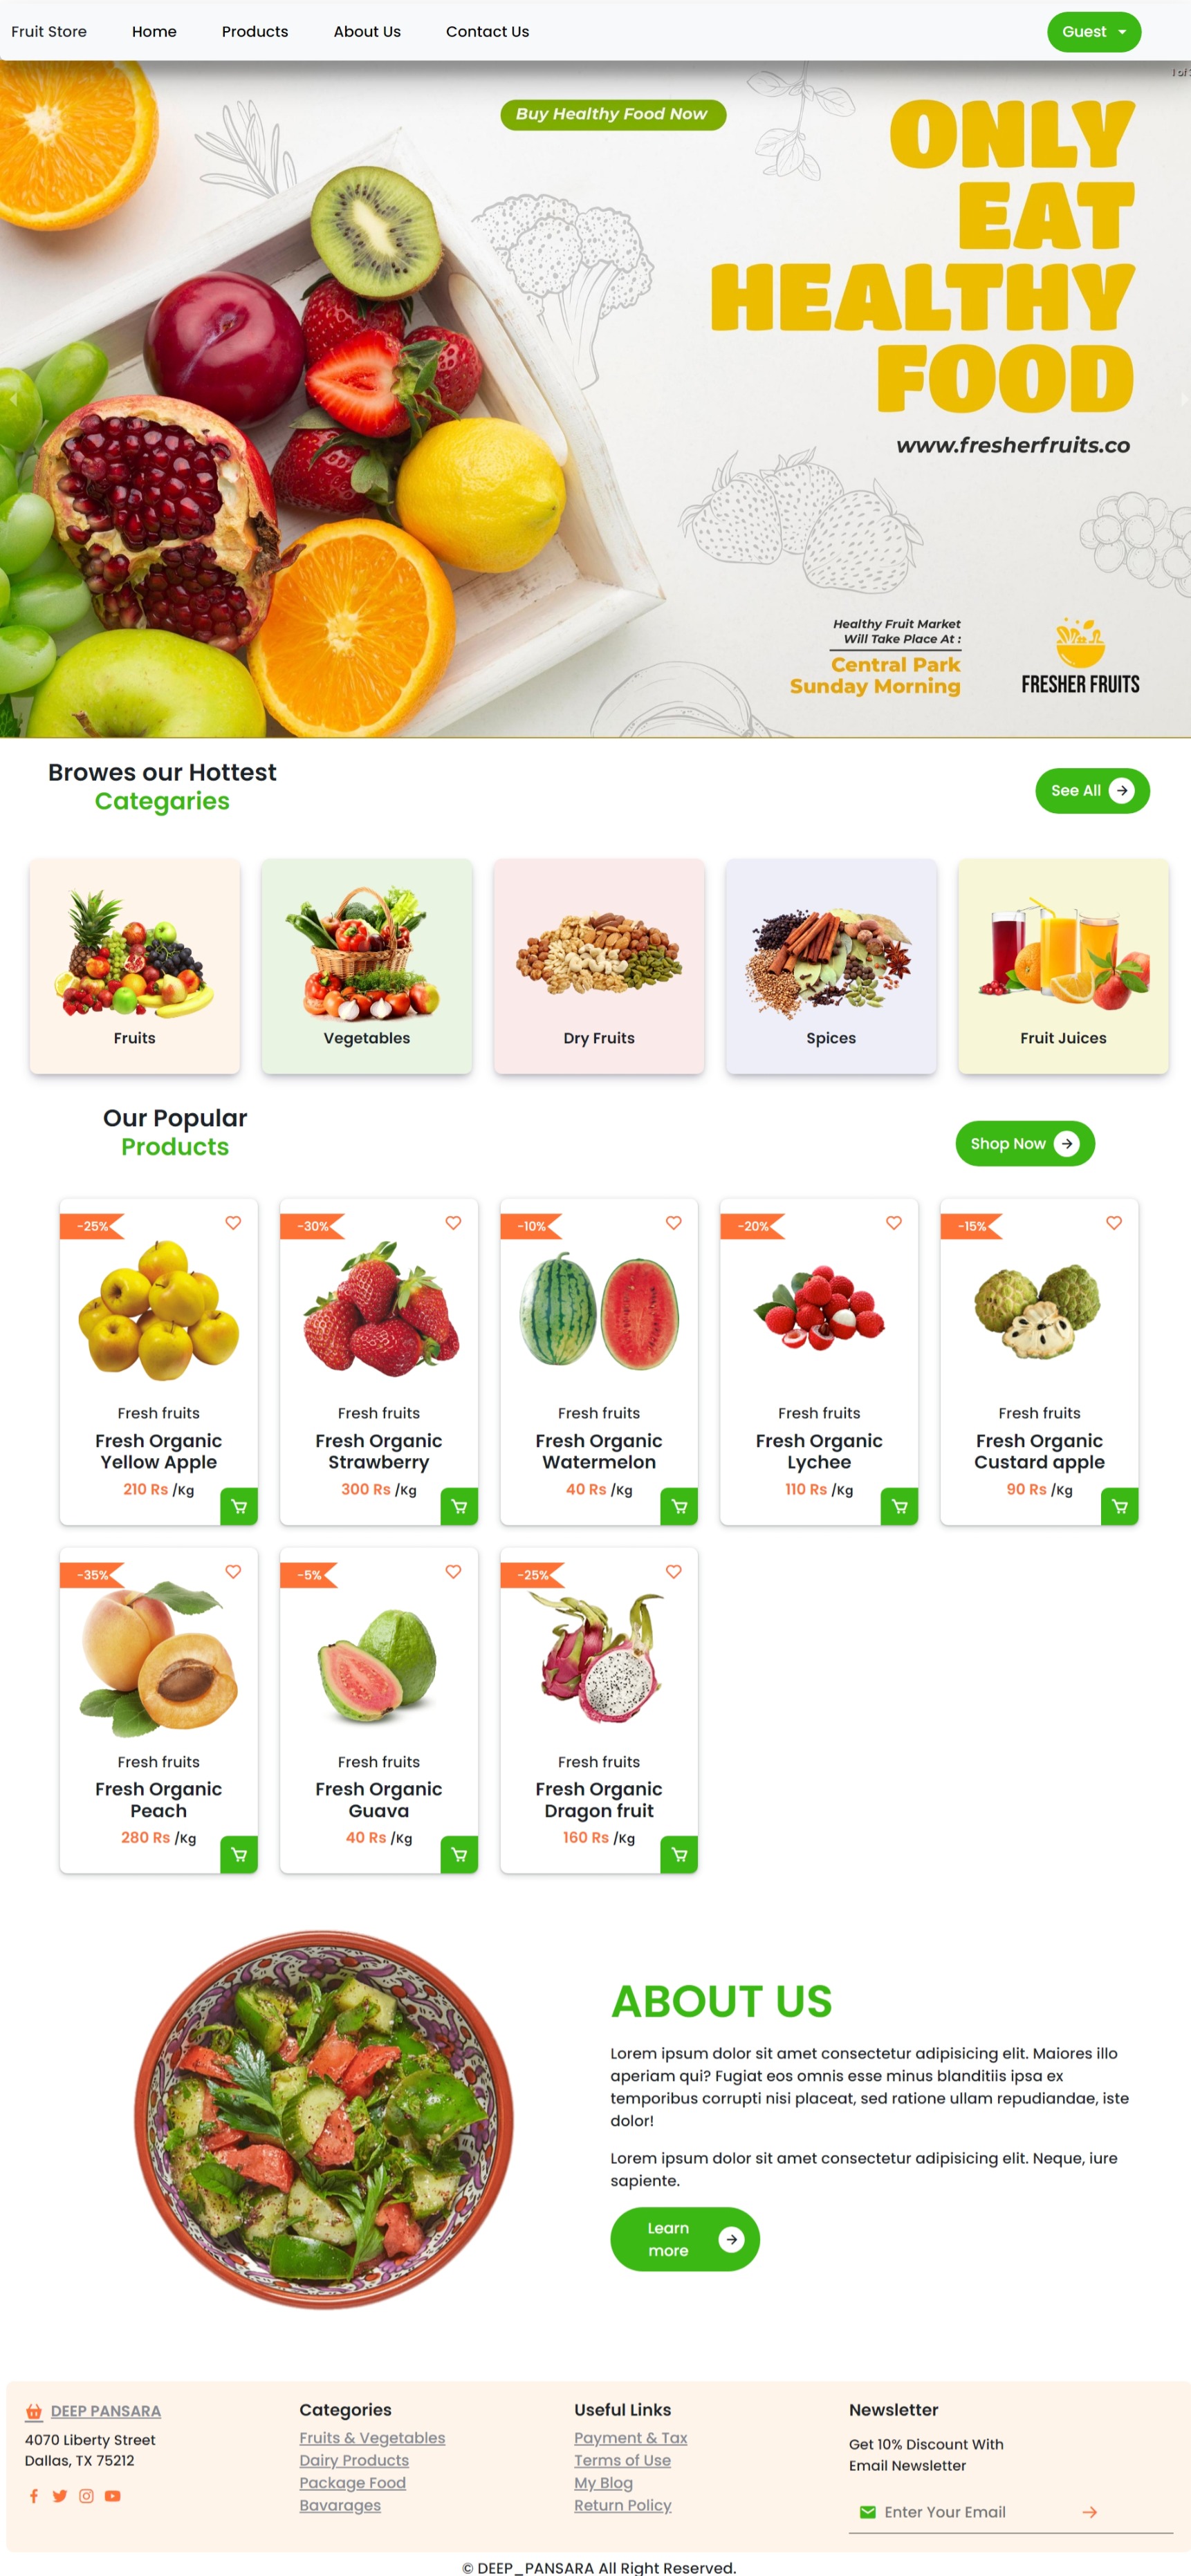 Fruit Store
Home
Products
About Us
Contact Us
Guest
Buy Healthy Food Now
ONLY
EAT
HEALTHY
FOOD
www.fresherfruits.co
Healthy Fruit Market
Will Take Place At :
Central Park
Sunday Morning
FRESHER FRUITS
Browes our Hottest
Categaries
See All
Fruits
Vegetables
Dry Fruits
Spices
Fruit Juices
Our Popular
Products
Shop Now
-25%
Fresh fruits
Fresh Organic
Yellow Apple
210 Rs /Kg
-30%
Fresh fruits
Fresh Organic
Strawberry
300 Rs /Kg
-10%
Fresh fruits
Fresh Organic
Watermelon
40 Rs /Kg
-20%
Fresh fruits
Fresh Organic
Lychee
110 Rs /Kg
-15%
Fresh fruits
Fresh Organic
Custard apple
90 Rs /Kg
-35%
Fresh fruits
Fresh Organic
Peach
280 Rs /Kg
-5%
Fresh fruits
Fresh Organic
Guava
40 Rs /Kg
-25%
Fresh fruits
Fresh Organic
Dragon fruit
160 Rs /Kg
ABOUT US
Lorem ipsum dolor sit amet consectetur adipisicing elit. Maiores illo
aperiam qui? Fugiat eos omnis esse minus blanditiis ipsa ex
temporibus corrupti nisi placeat, sed ratione ullam repudiandae, iste
dolor!
Lorem ipsum dolor sit amet consectetur adipisicing elit. Neque, iure
sapiente.
Learn
more
DEEP PANSARA
4070 Liberty Street
Dallas, TX 75212
Categories
Fruits & Vegetables
Dairy Products
Package Food
Bavarages
Useful Links
Payment & Tax
Terms of Use
My Blog
Return Policy
Newsletter
Get 10% Discount With
Email Newsletter
Enter Your Email
© DEEP_PANSARA All Right Reserved.